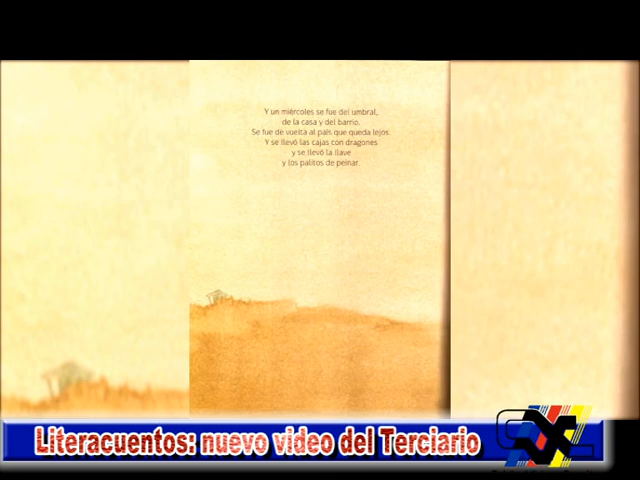 Y un miércoles se fue del umbral,
de la casa y del barrio.
Se fue de vuelta al país que queda lejos.
Y se llevó las cajas con dragones
y se llevó la llave
y los palitos de peinar.
Literacuentos: nuevo video del Terciario